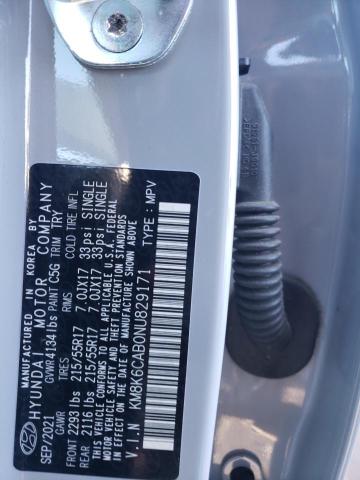 MANUFACTURED IN KOREA BY
HYUNDAI MOTOR COMPANY
SEP/2021 GVWR 4134 lbs PAINT C5G TRIM TRY
GAWR TIRES RIMS COLD TIRE INFL
FRONT 2293 lbs 215/55R17 7.0JX17 33psi SINGLE
REAR 2116 lbs 215/55R17 7.0JX17 33psi SINGLE
THIS VEHICLE CONFORMS TO ALL APPLICABLE U.S. FEDERAL
MOTOR VEHICLE SAFETY, BUMPER, AND THEFT PREVENTION
STANDARDS IN EFFECT ON THE DATE OF MANUFACTURE SHOWN ABOVE.
V.I.N KM8K6CAB0NU829171 TYPE : MPV